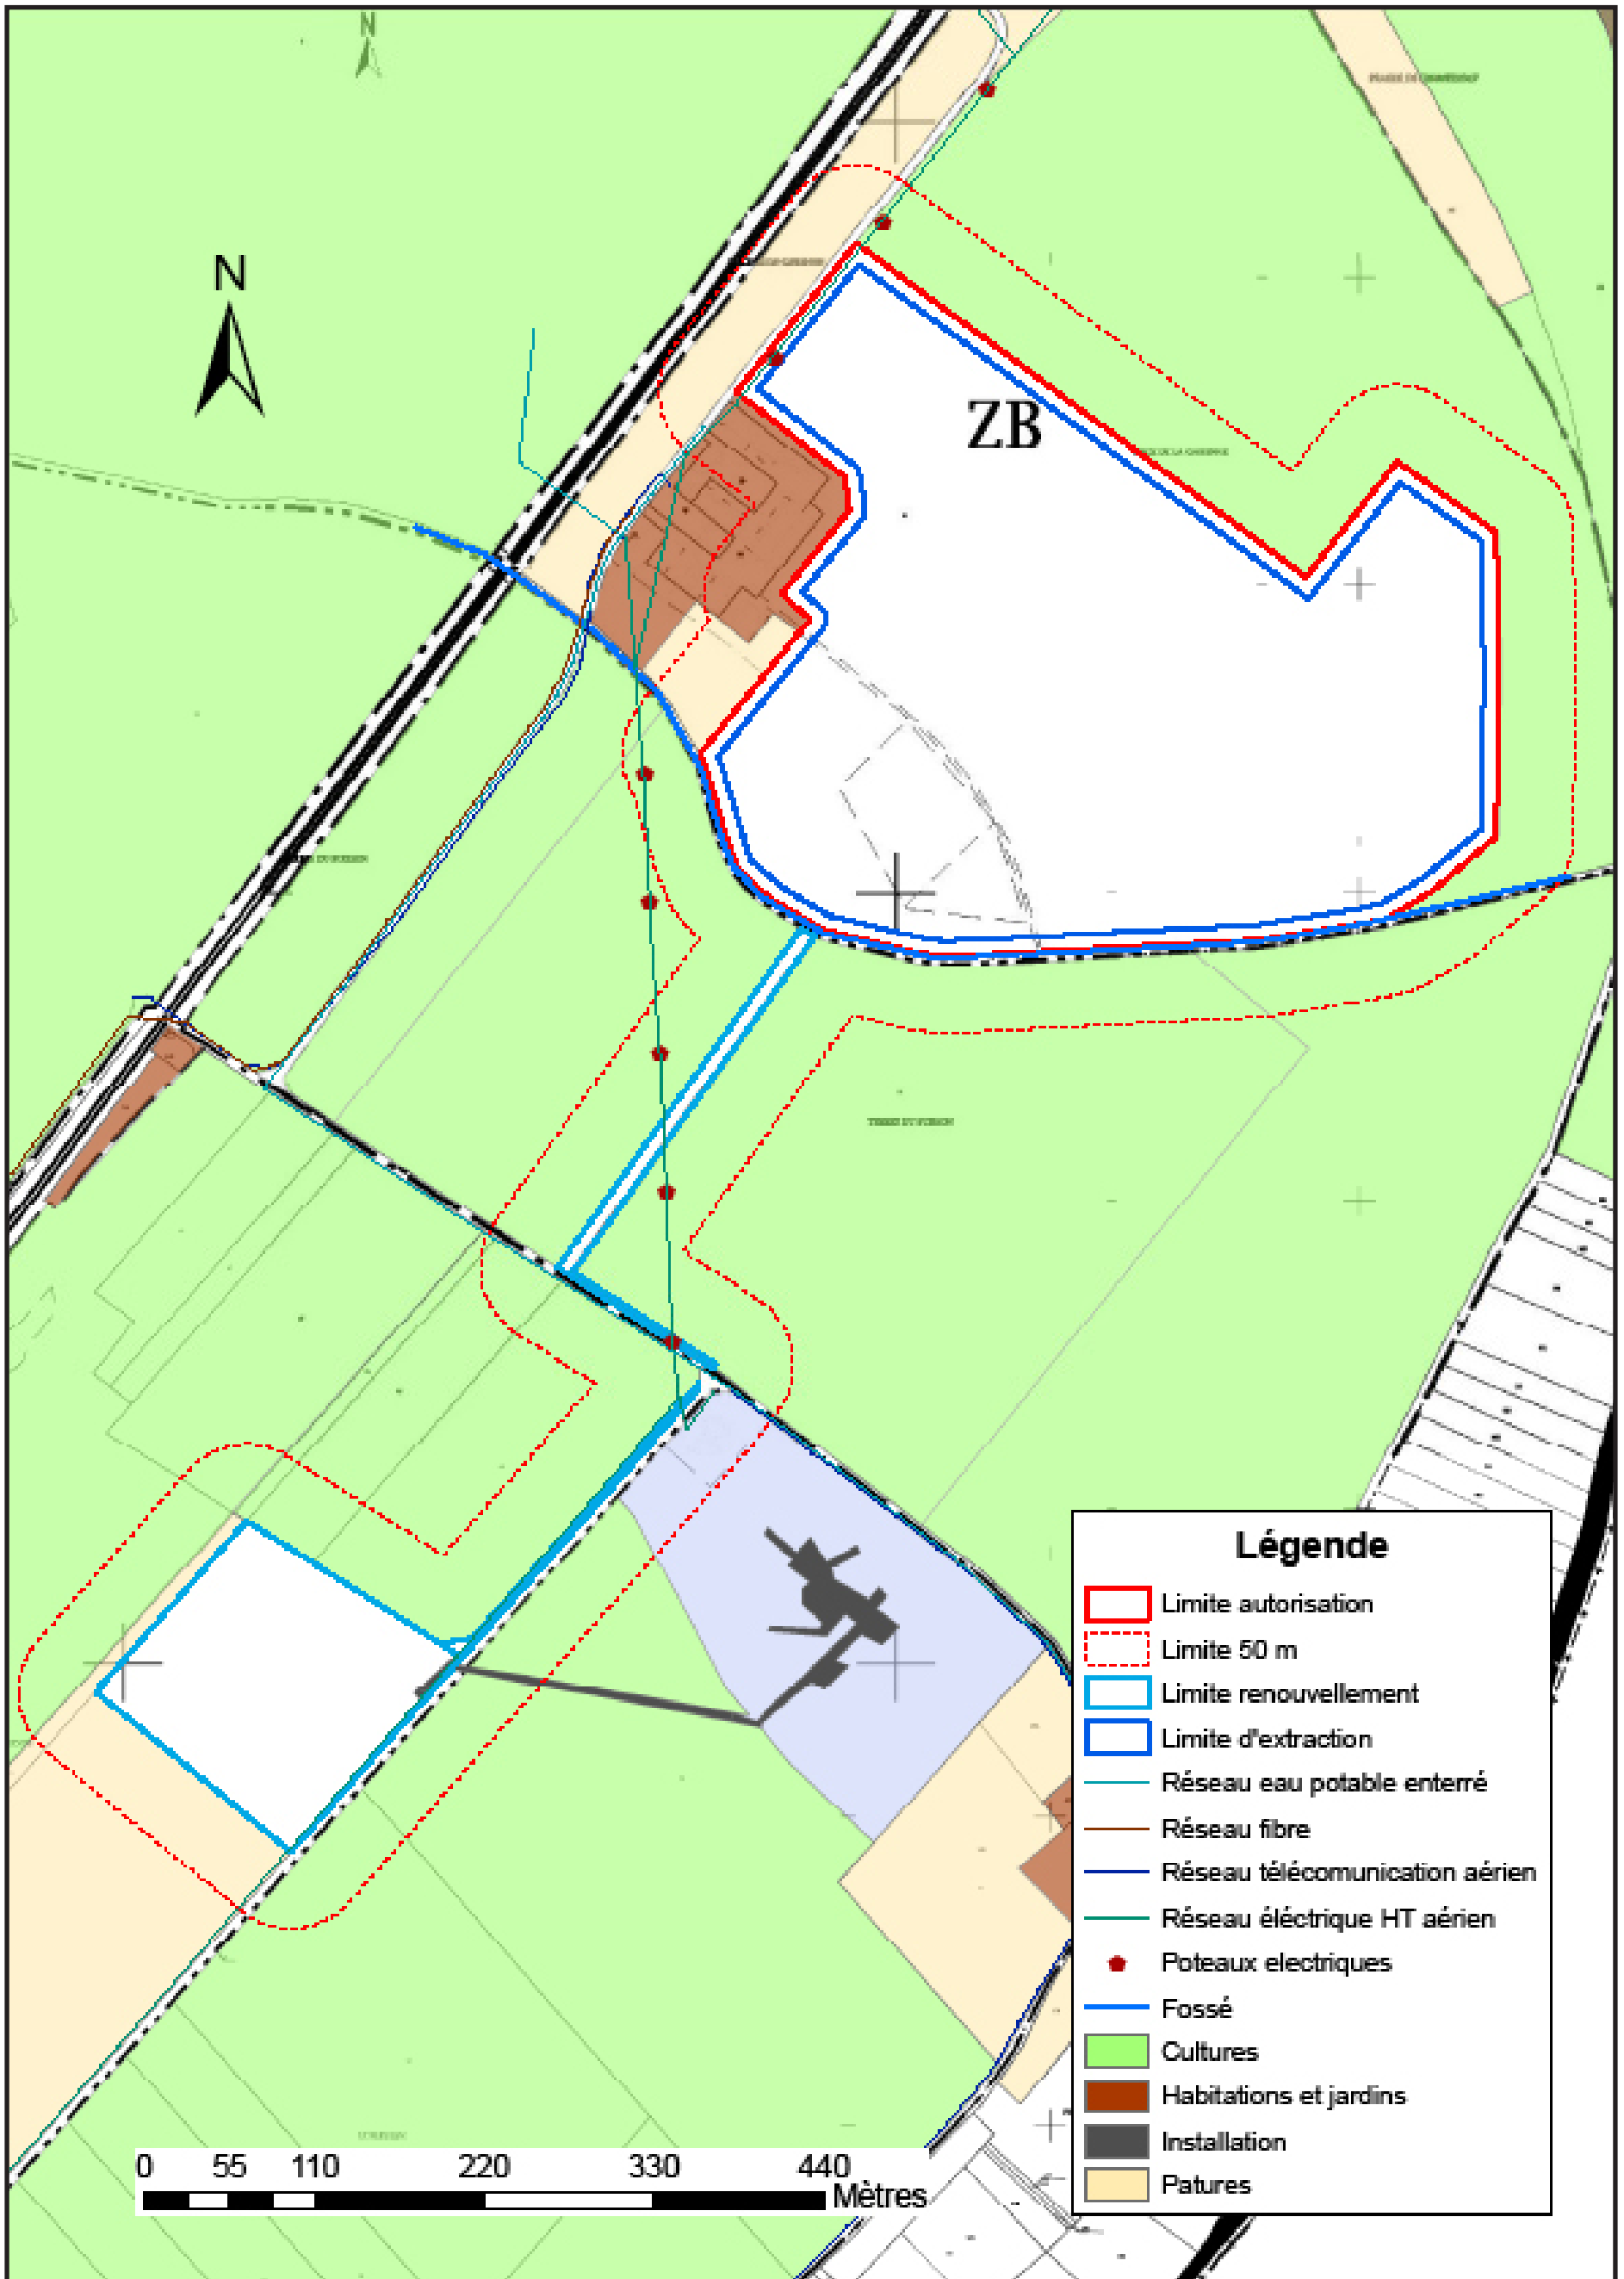 N
N
ZB
Légende
Limite autorisation
Limite 50 m
Limite renouvellement
Limite d'extraction
Réseau eau potable enterré
Réseau fibre
Réseau télécomunication aérien
Réseau éléctrique HT aérien
Poteaux electriques
Fossé
Cultures
Habitations et jardins
Installation
Patures
0 55 110 220 330 440
Mètres